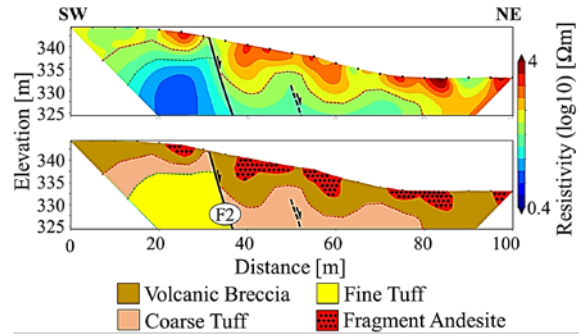 SW NE
340
335
330
325
Elevation [m]
4
Resistivity (log10) [Ωm]
0.4
340
335
330
325
F2
0 20 40 60 80 100
Distance [m]
Volcanic Breccia Fine Tuff
Coarse Tuff Fragment Andesite